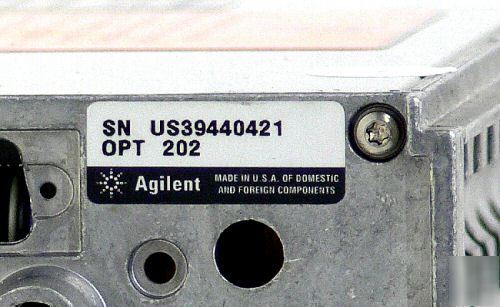 SN US39440421
OPT 202
Agilent
MADE IN U.S.A. OF DOMESTIC
AND FOREIGN COMPONENTS